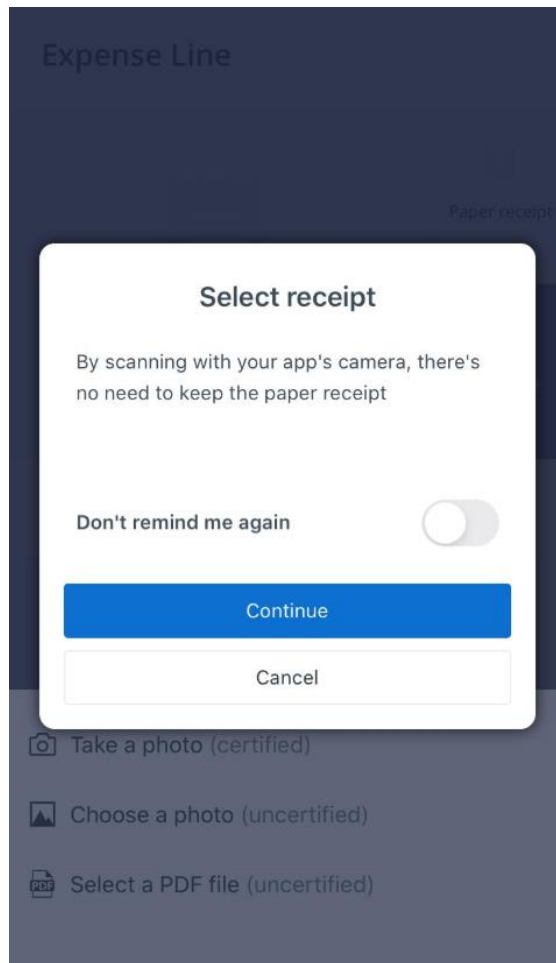 Expense Line
Paper receipt
Select receipt
By scanning with your app's camera, there's
no need to keep the paper receipt
Don't remind me again
Continue
Cancel
Take a photo (certified)
Choose a photo (uncertified)
PDF
Select a PDF file (uncertified)